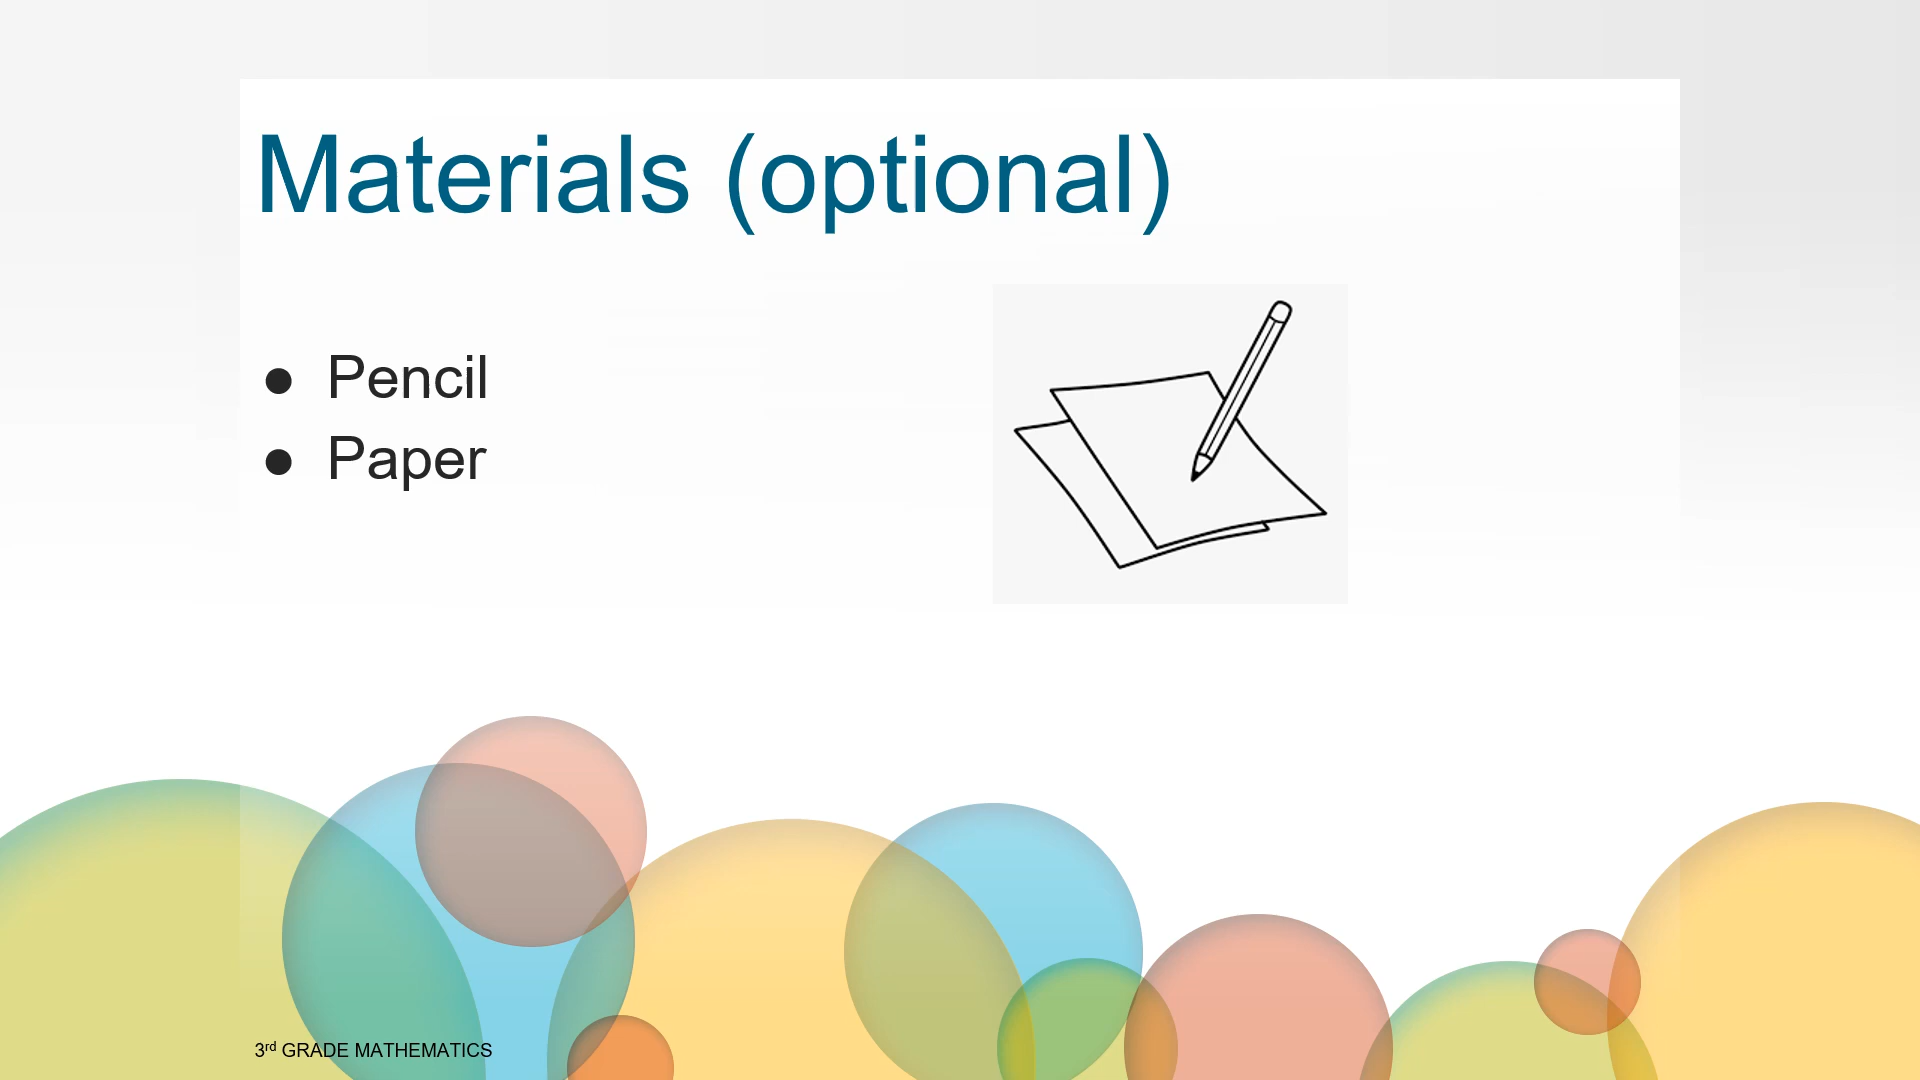 Materials (optional)
● Pencil
● Paper
3rd GRADE MATHEMATICS